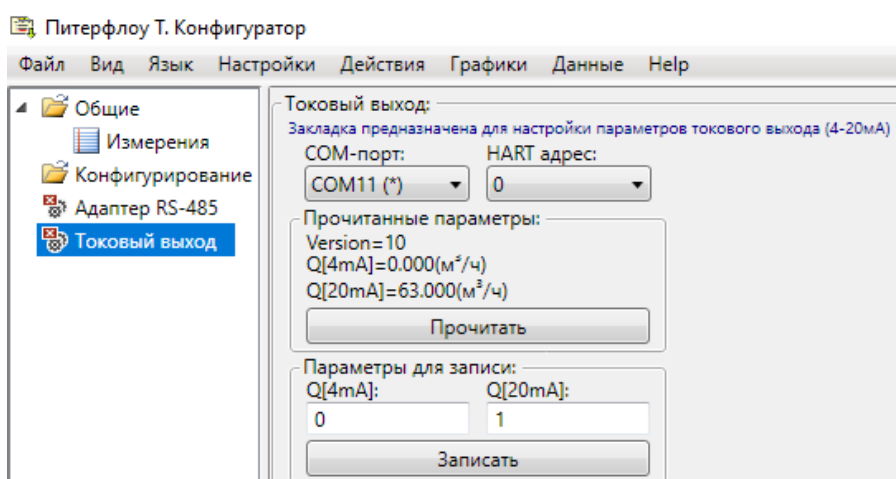 Питерфлоу Т. Конфигуратор
Файл Вид Язык Настройки Действия Графики Данные Help
Общие
Измерения
Конфигурирование
Адаптер RS-485
Токовый выход
Токовый выход:
Закладка предназначена для настройки параметров токового выхода (4-20мА)
COM-порт: HART адрес:
COM11 (*) 0
Прочитанные параметры:
Version=10
Q[4mA]=0.000(м³/ч)
Q[20mA]=63.000(м³/ч)
Прочитать
Параметры для записи:
Q[4mA]: Q[20mA]:
0 1
Записать